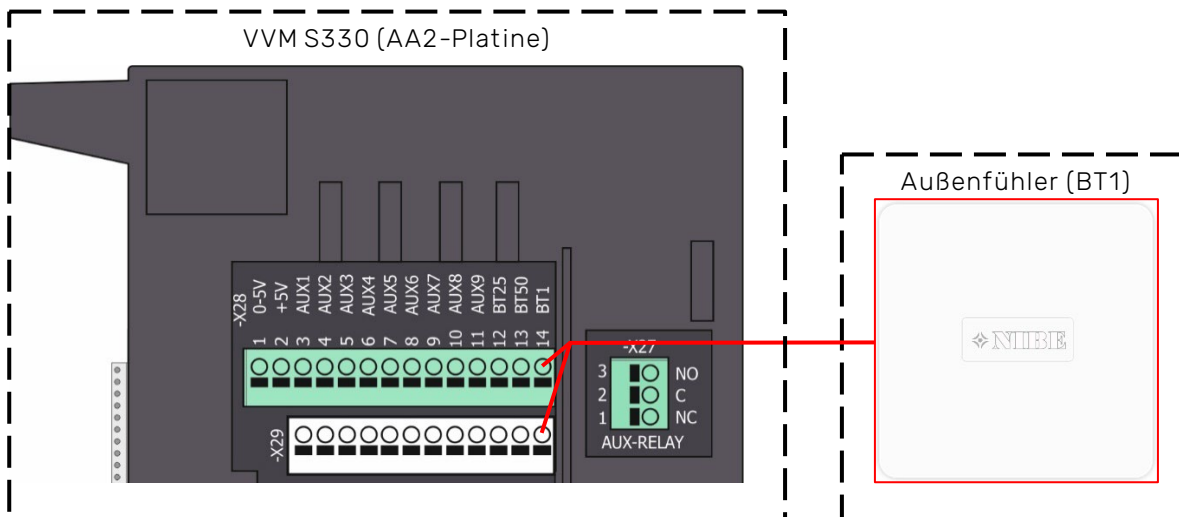 VVM S330 (AA2-Platine)
Außenfühler (BT1)
-X28
0-5V
+5V
AUX1
AUX2
AUX3
AUX4
AUX5
AUX6
AUX7
AUX8
AUX9
BT25
BT50
BT1
1 2 3 4 5 6 7 8 9 10 11 12 13 14
-X27
3 NO
2 C
1 NC
AUX-RELAY
-X29
NIBE